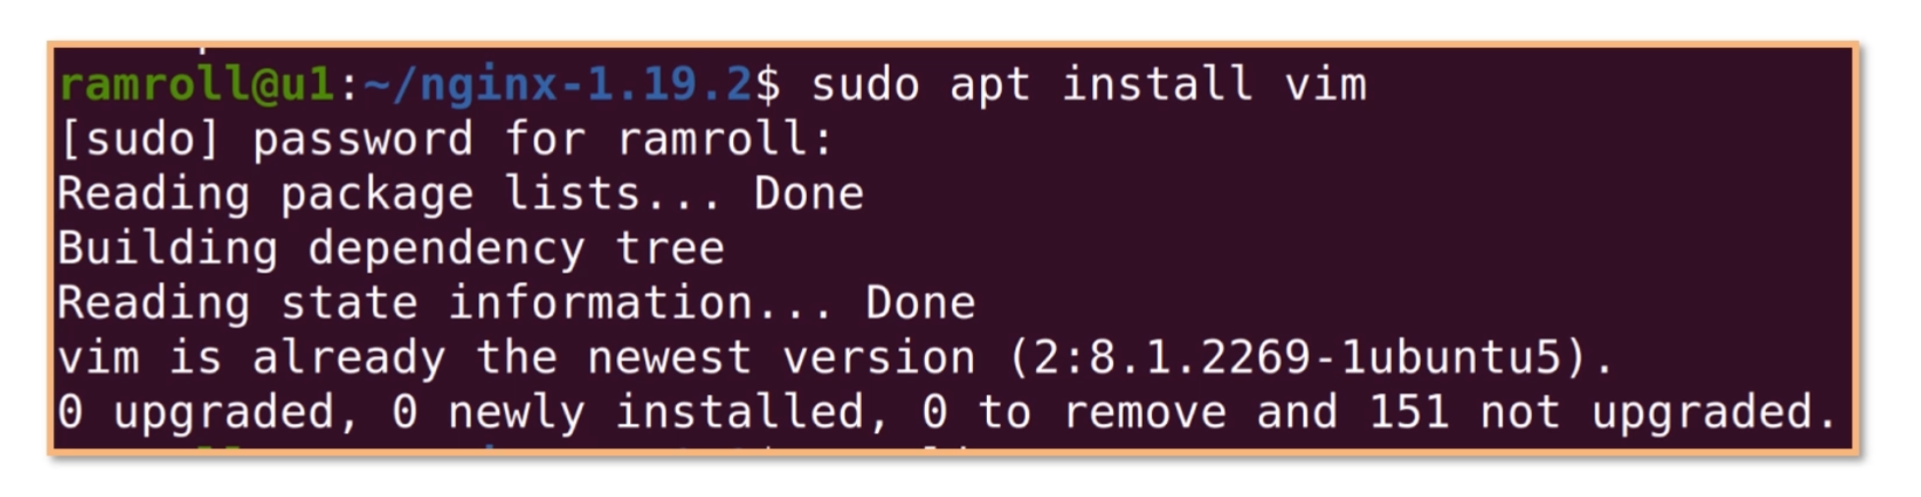 ramroll@u1:~/nginx-1.19.2$ sudo apt install vim
[sudo] password for ramroll:
Reading package lists... Done
Building dependency tree
Reading state information... Done
vim is already the newest version (2:8.1.2269-1ubuntu5).
0 upgraded, 0 newly installed, 0 to remove and 151 not upgraded.